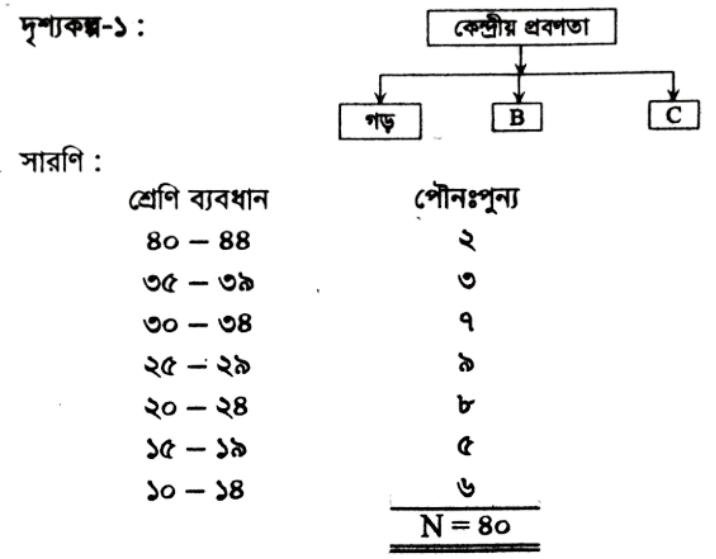 দৃশ্যকল্প-১ :
কেন্দ্রীয় প্রবণতা
গড় B C
সারণি :
শ্রেণি ব্যবধান পৌনঃপুন্য
৪০ – ৪৪ ২
৩৫ – ৩৯ ৩
৩০ – ৩৪ ৭
২৫ – ২৯ ৯
২০ – ২৪ ৮
১৫ – ১৯ ৫
১০ – ১৪ ৬
N = ৪০